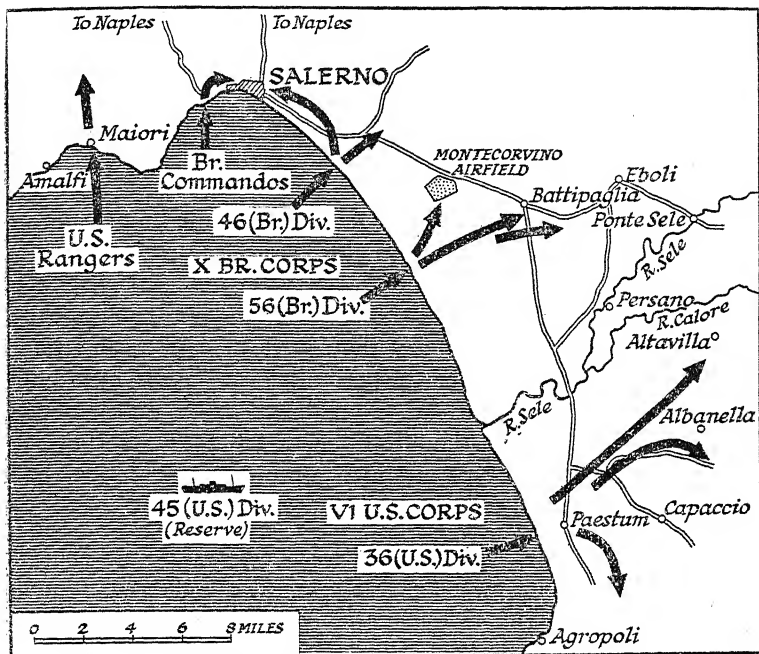 To Naples
To Naples
SALERNO
Maiori
Amalfi
Br.
Commandos
MONTECORVINO
AIRFIELD
Eboli
Battipaglia
Ponte Sele
U.S.
Rangers
46(Br.) Div.
X BR. CORPS
R. Sele
56(Br.) Div.
Persano
R. Calore
Altavilla
R. Sele
Albanella
45 (U.S.) Div.
(Reserve)
VI U.S. CORPS
Paestum
Capaccio
36(U.S.) Div.
0 2 4 6 8 MILES
Agropoli